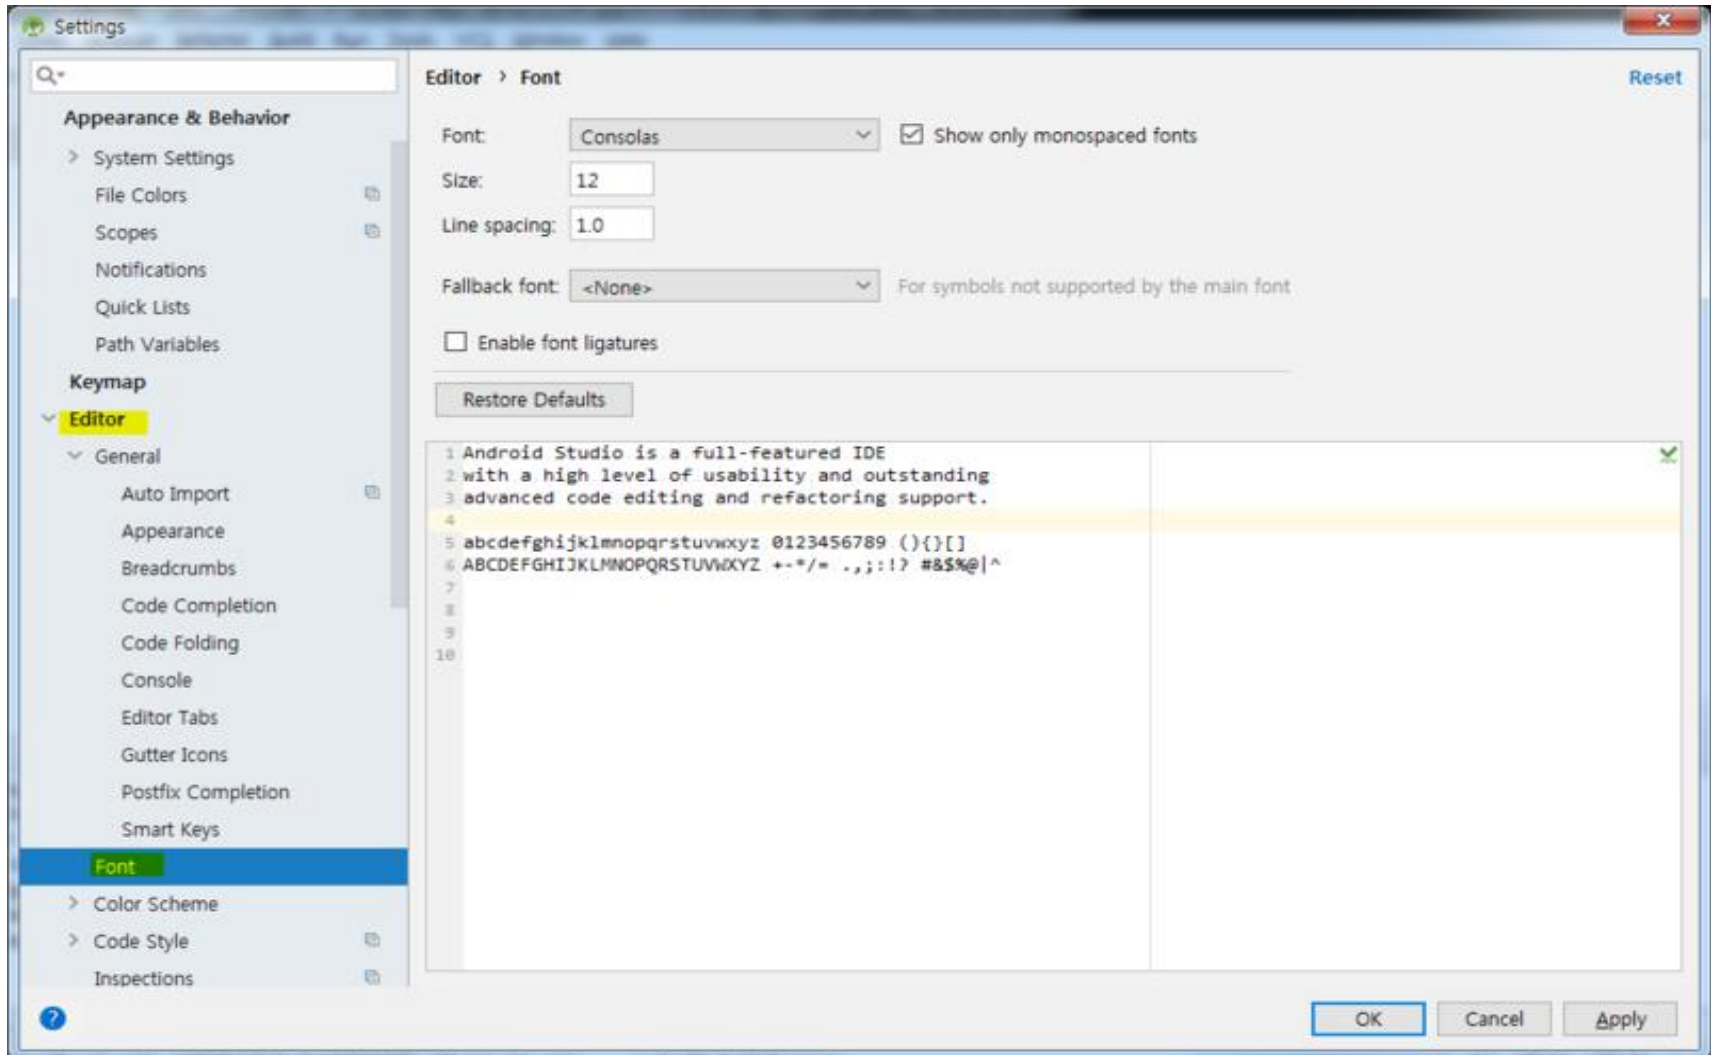 Settings
Appearance & Behavior
System Settings
File Colors
Scopes
Notifications
Quick Lists
Path Variables
Keymap
Editor
General
Auto Import
Appearance
Breadcrumbs
Code Completion
Code Folding
Console
Editor Tabs
Gutter Icons
Postfix Completion
Smart Keys
Font
Color Scheme
Code Style
Inspections
Editor > Font
Reset
Font: Consolas Show only monospaced fonts
Size: 12
Line spacing: 1.0
Fallback font: <None> For symbols not supported by the main font
Enable font ligatures
Restore Defaults
1 Android Studio is a full-featured IDE
2 with a high level of usability and outstanding
3 advanced code editing and refactoring support.
4
5 abcdefghijklmnopqrstuvwxyz 0123456789 (){}[]
6 ABCDEFGHIJKLMNOPQRSTUVWXYZ +-*/= .,;:!? #&$%@|^
7
8
9
10
? OK Cancel Apply